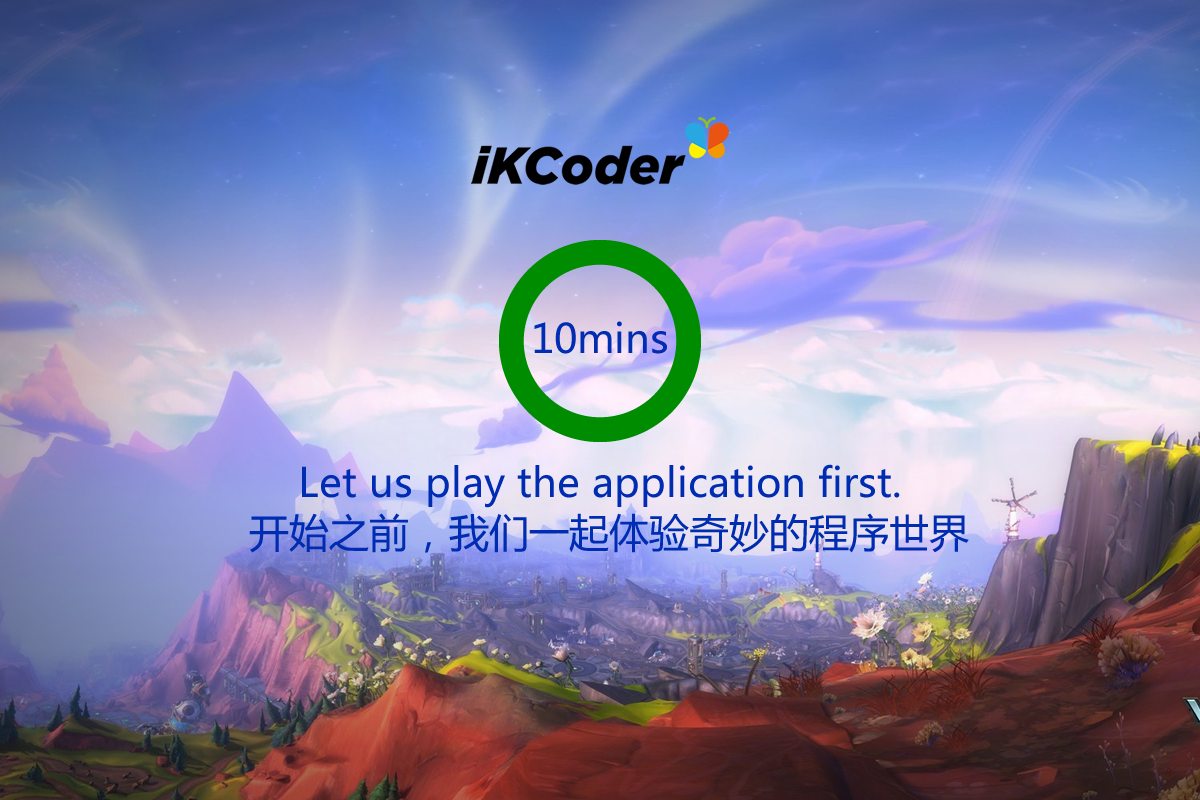 iKCoder
10mins
Let us play the application first.
开始之前，我们一起体验奇妙的程序世界